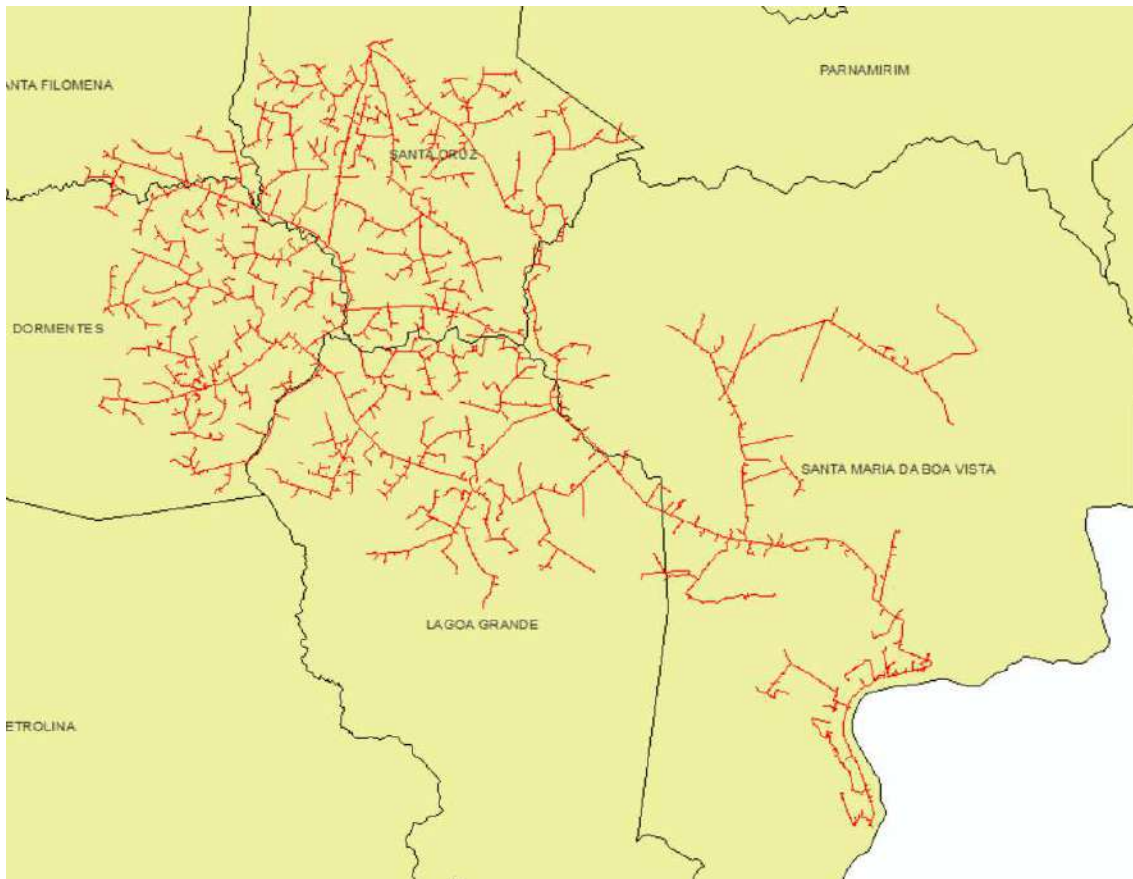 PARNAMIRIM
ANTA FILOMENA
SANTA CRUZ
DORMENTES
SANTA MARIA DA BOA VISTA
LAGOA GRANDE
ETROLINA